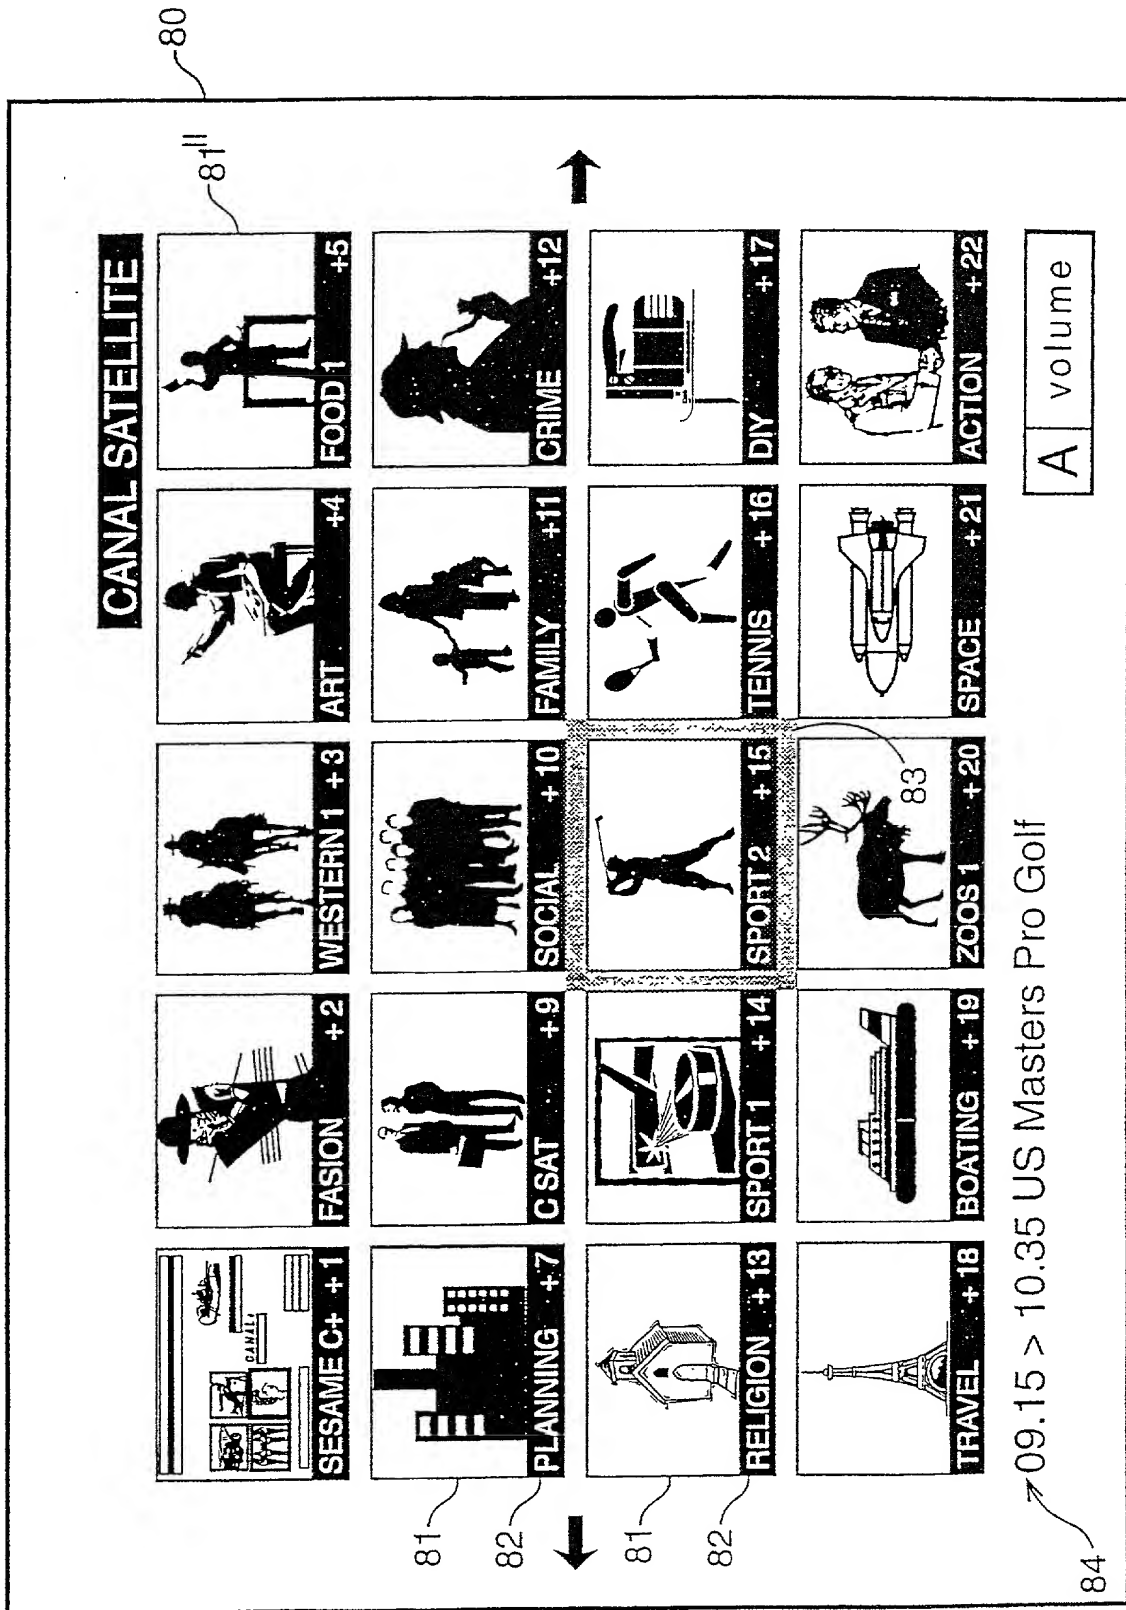 80
CANAL SATELLITE
81'''
SESAME C+ + 1
FASION + 2
WESTERN 1 + 3
ART +4
FOOD 1 +5
81
82
PLANNING +7
C SAT +9
SOCIAL + 10
FAMILY +11
CRIME +12
81
82
RELIGION + 13
SPORT 1 + 14
SPORT 2 + 15
TENNIS + 16
DIY + 17
TRAVEL + 18
BOATING + 19
ZOOS 1 + 20
SPACE + 21
ACTION + 22
83
84
09.15 > 10.35 US Masters Pro Golf
A volume